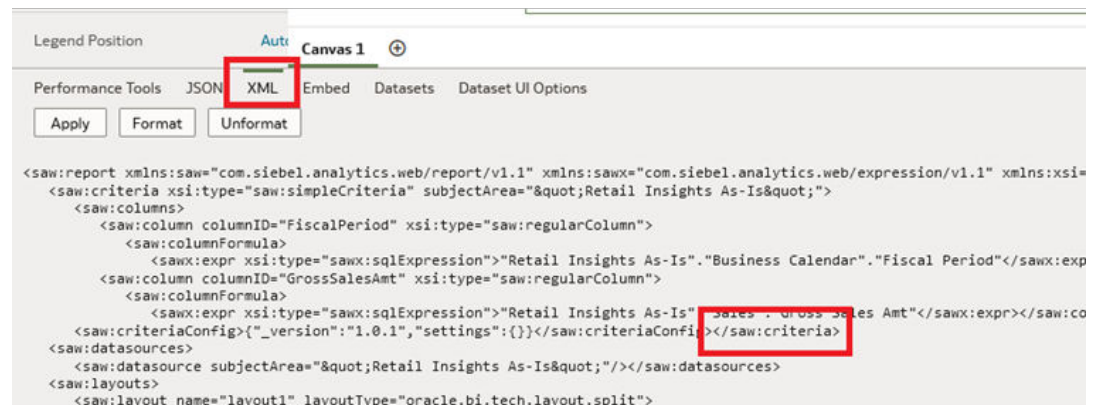 Legend Position Auto Canvas 1
Performance Tools JSON XML Embed Datasets Dataset UI Options
Apply Format Unformat
<saw:report xmlns:saw="com.siebel.analytics.web/report/v1.1" xmlns:sawx="com.siebel.analytics.web/expression/v1.1" xmlns:xsi=
<saw:criteria xsi:type="saw:simpleCriteria" subjectArea="&quot;Retail Insights As-Is&quot;">
<saw:columns>
<saw:column columnID="FiscalPeriod" xsi:type="saw:regularColumn">
<saw:columnFormula>
<sawx:expr xsi:type="sawx:sqlExpression">"Retail Insights As-Is"."Business Calendar"."Fiscal Period"</sawx:exp
<saw:column columnID="GrossSalesAmt" xsi:type="saw:regularColumn">
<saw:columnFormula>
<sawx:expr xsi:type="sawx:sqlExpression">"Retail Insights As-Is"."Sales"."Gross Sales Amt"</sawx:expr></saw:co
<saw:criteriaConfig>{"_version":"1.0.1","settings":{}}</saw:criteriaConfig></saw:criteria>
<saw:datasources>
<saw:datasource subjectArea="&quot;Retail Insights As-Is&quot;"/></saw:datasources>
<saw:layouts>
<saw:layout name="layout1" layoutType="oracle.bi.tech.layout.split">